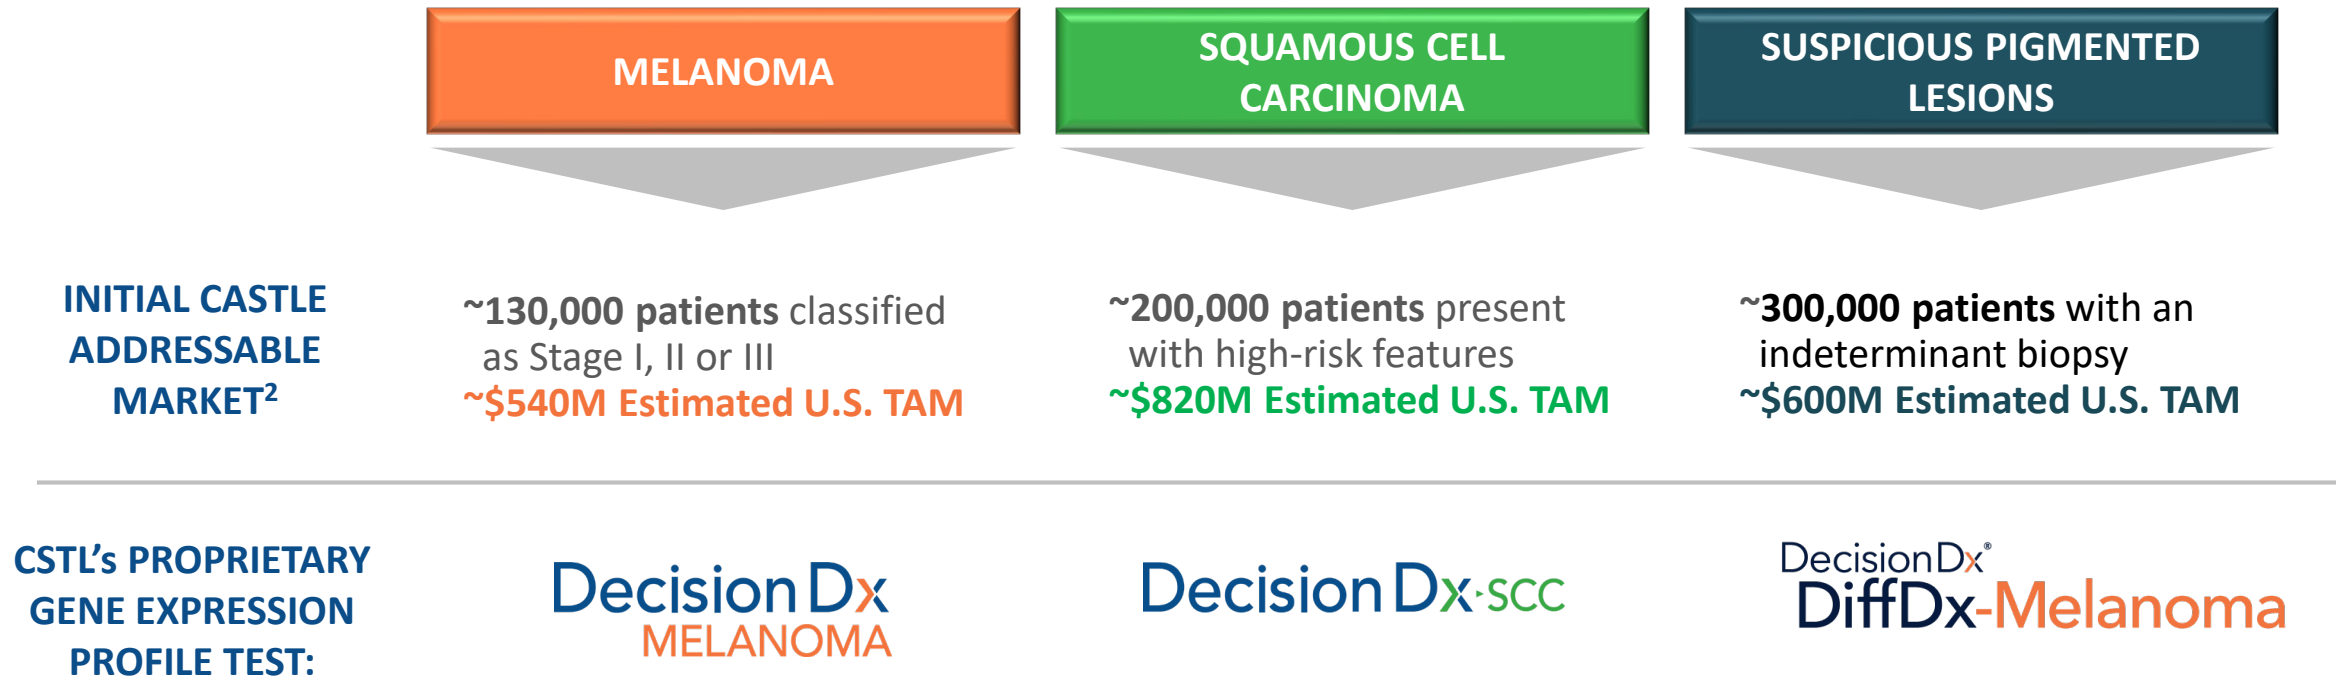 MELANOMA
SQUAMOUS CELL
CARCINOMA
SUSPICIOUS PIGMENTED
LESIONS
INITIAL CASTLE
ADDRESSABLE
MARKET²
~130,000 patients classified
as Stage I, II or III
~$540M Estimated U.S. TAM
~200,000 patients present
with high-risk features
~$820M Estimated U.S. TAM
~300,000 patients with an
indeterminant biopsy
~$600M Estimated U.S. TAM
CSTL's PROPRIETARY
GENE EXPRESSION
PROFILE TEST:
DecisionDx
MELANOMA
DecisionDx·SCC
DecisionDx®
DiffDx-Melanoma